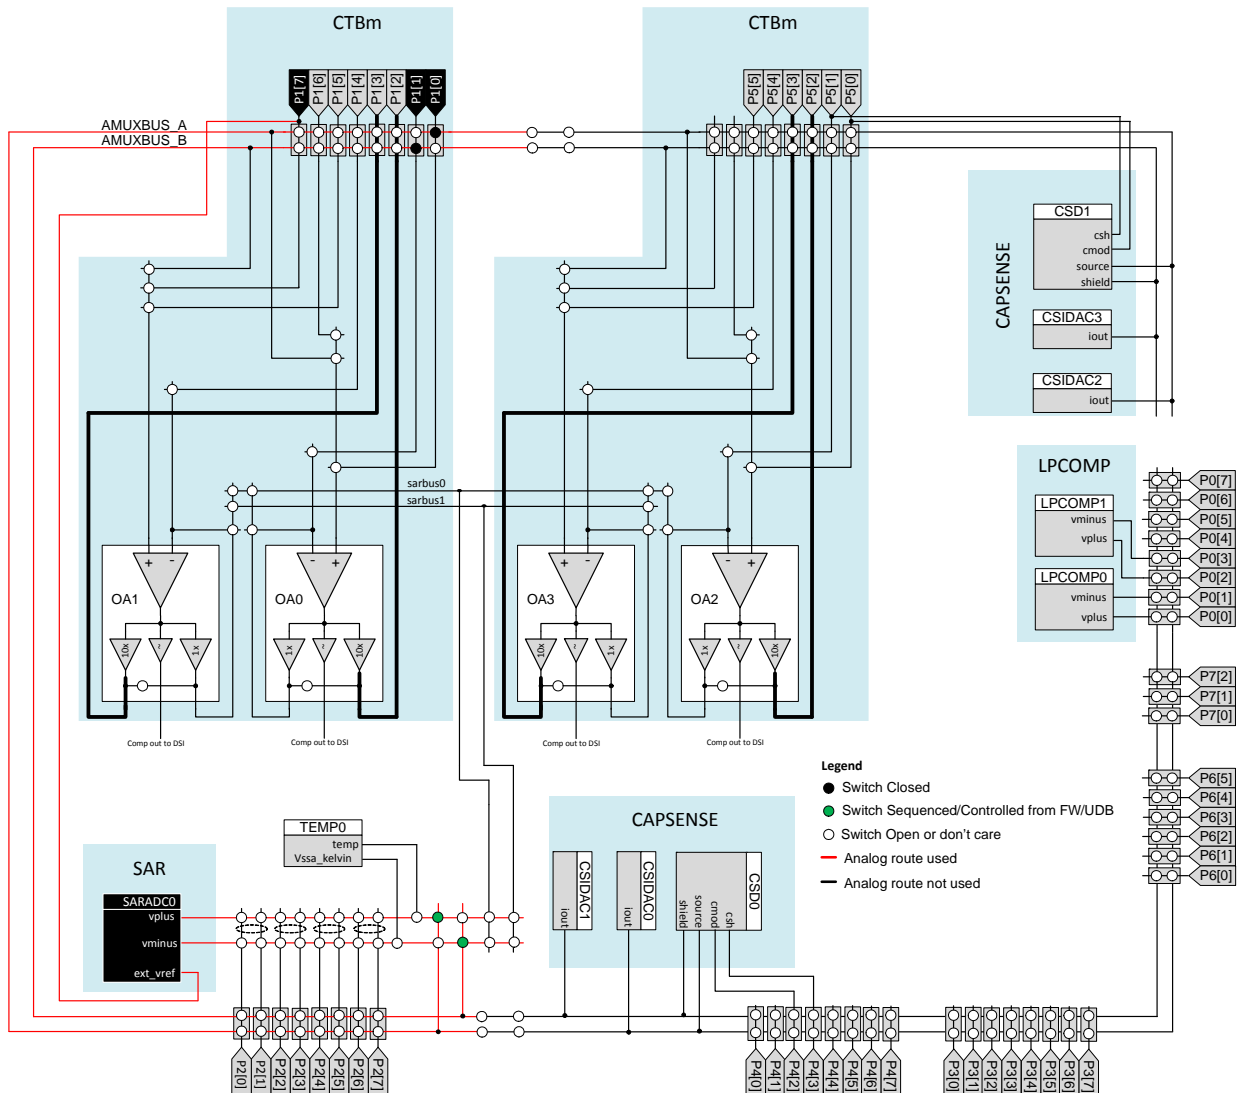 CTBm
CTBm
P1[7]
P1[6]
P1[5]
P1[4]
P1[3]
P1[2]
P1[1]
P1[0]
P5[5]
P5[4]
P5[3]
P5[2]
P5[1]
P5[0]
AMUXBUS_A
AMUXBUS_B
CAPSENSE
CSD1
csh
cmod
source
shield
CSIDAC3
iout
CSIDAC2
iout
sarbus0
sarbus1
LPCOMP
LPCOMP1
vminus
vplus
LPCOMP0
vminus
vplus
P0[7]
P0[6]
P0[5]
P0[4]
P0[3]
P0[2]
P0[1]
P0[0]
+ -
OA1
10x
~
1x
- +
OA0
1x
~
10x
+ -
OA3
10x
~
1x
- +
OA2
1x
~
10x
Comp out to DSI
Comp out to DSI
Comp out to DSI
Comp out to DSI
P7[2]
P7[1]
P7[0]
P6[5]
P6[4]
P6[3]
P6[2]
P6[1]
P6[0]
Legend
Switch Closed
Switch Sequenced/Controlled from FW/UDB
Switch Open or don't care
Analog route used
Analog route not used
TEMP0
temp
Vssa_kelvin
SAR
SARADC0
vplus
vminus
ext_vref
CAPSENSE
CSIDAC1
iout
CSIDAC0
iout
CSD0
shield
source
cmod
csh
P2[0]
P2[1]
P2[2]
P2[3]
P2[4]
P2[5]
P2[6]
P2[7]
P4[0]
P4[1]
P4[2]
P4[3]
P4[4]
P4[5]
P4[6]
P4[7]
P3[0]
P3[1]
P3[2]
P3[3]
P3[4]
P3[5]
P3[6]
P3[7]